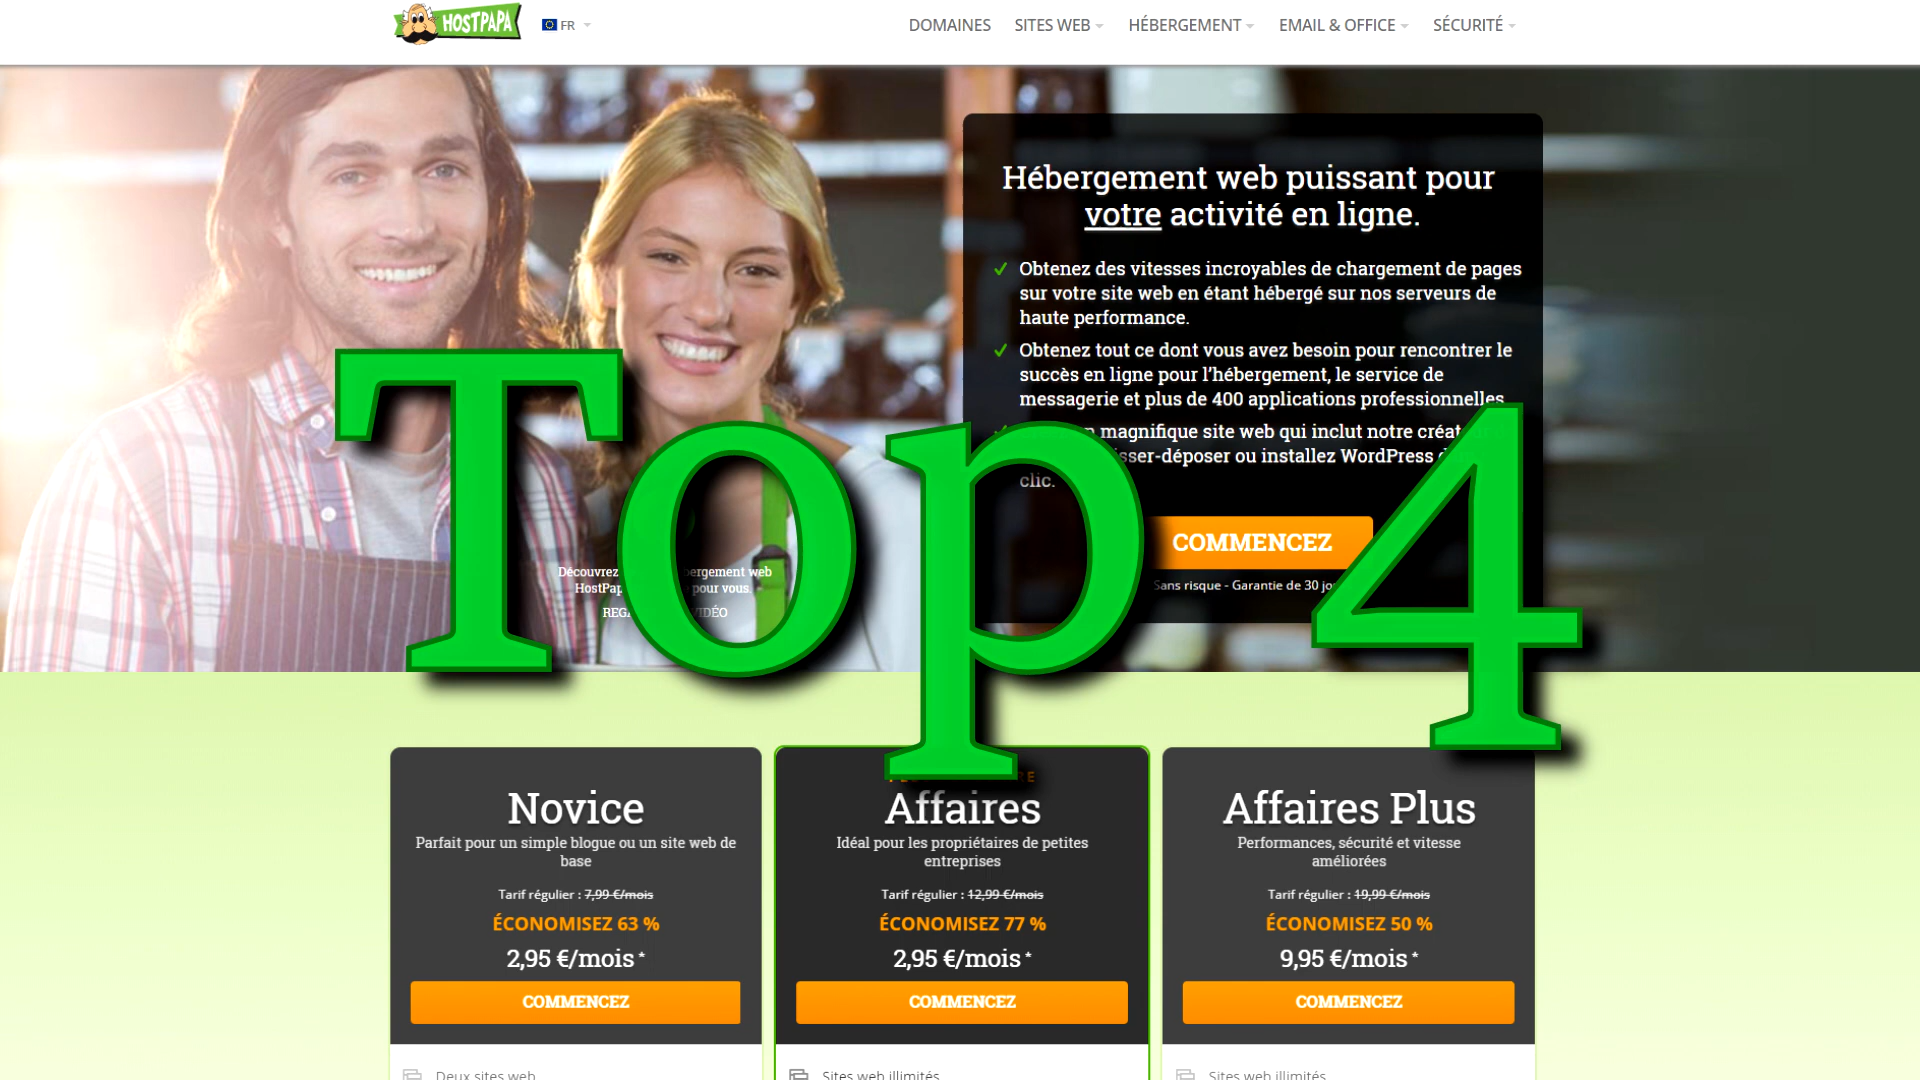 HOSTPAPA
FR
DOMAINES
SITES WEB
HÉBERGEMENT
EMAIL & OFFICE
SÉCURITÉ
Hébergement web puissant pour
votre activité en ligne.
Obtenez des vitesses incroyables de chargement de pages
sur votre site web en étant hébergé sur nos serveurs de
haute performance.
Obtenez tout ce dont vous avez besoin pour rencontrer le
succès en ligne pour l'hébergement, le service de
messagerie et plus de 400 applications professionnelles
magnifique site web qui inclut notre
ou installez WordPress
clic.
COMMENCEZ
Sans risque - Garantie de 30
Découvrez web
pour vous.
Top 4
Novice
Parfait pour un simple blogue ou un site web de
base
Tarif régulier : 7,99 €/mois
ÉCONOMISEZ 63 %
2,95 €/mois *
COMMENCEZ
Deux sites web
Affaires
Idéal pour les propriétaires de petites
entreprises
Tarif régulier : 12,99 €/mois
ÉCONOMISEZ 77 %
2,95 €/mois *
COMMENCEZ
Sites web illimités
Affaires Plus
Performances, sécurité et vitesse
améliorées
Tarif régulier : 19,99 €/mois
ÉCONOMISEZ 50 %
9,95 €/mois *
COMMENCEZ
Sites web illimités